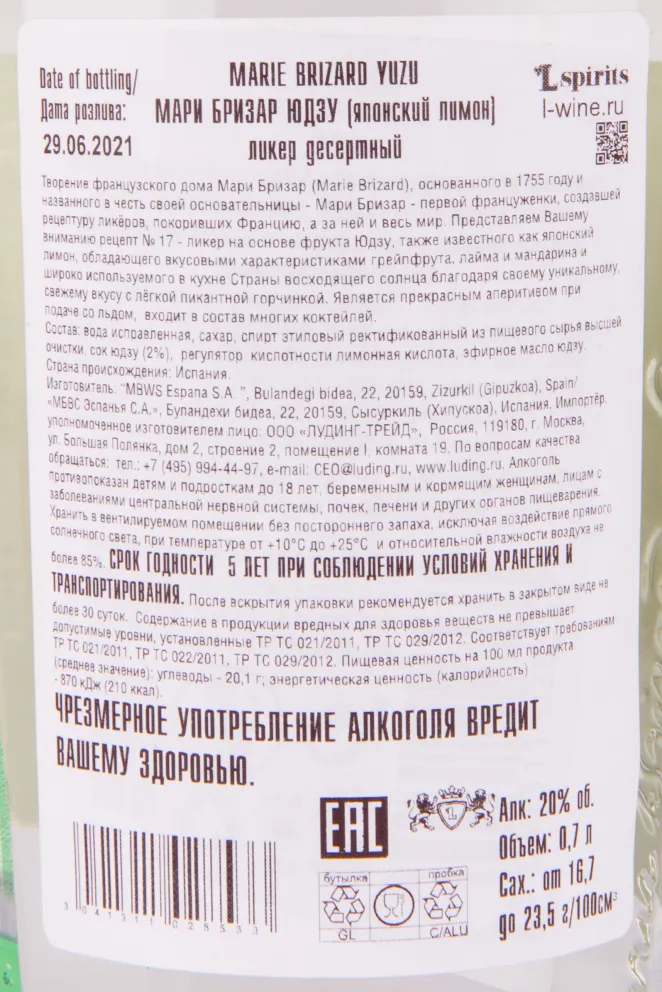 Date of bottling/
Дата розлива:
29.06.2021
MARIE BRIZARD YUZU
МАРИ БРИЗАР ЮДЗУ (японский лимон)
ликер десертный
Lspirits
l-wine.ru
Творение французского дома Мари Бризар (Marie Brizard), основанного в 1755 году и
названного в честь своей основательницы - Мари Бризар - первой француженки, создавшей
рецептуру ликёров, покоривших Францию, а за ней и весь мир. Представляем Вашему
вниманию рецепт № 17 - ликер на основе фрукта Юдзу, также известного как японский
лимон, обладающего вкусовыми характеристиками грейпфрута, лайма и мандарина и
широко используемого в кухне Страны восходящего солнца благодаря своему уникальному,
свежему вкусу с лёгкой пикантной горчинкой. Является прекрасным аперитивом при
подаче со льдом, входит в состав многих коктейлей.
Состав: вода исправленная, сахар, спирт этиловый ректификованный из пищевого сырья высшей
очистки, сок юдзу (2%), регулятор кислотности лимонная кислота, эфирное масло юдзу.
Страна происхождения: Испания.
Изготовитель: "MBWS Espana S.A. ", Bulandegi bidea, 22, 20159, Zizurkil (Gipuzkoa), Spain/
«МБВС Эспанья С.А.», Буландехи бидеа, 22, 20159, Сысуркиль (Хипускоа), Испания. Импортёр,
уполномоченное изготовителем лицо: ООО «ЛУДИНГ-ТРЕЙД», Россия, 119180, г. Москва,
ул. Большая Полянка, дом 2, строение 2, помещение I, комната 19. По вопросам качества
обращаться: тел.: +7 (495) 994-44-97, e-mail: CEO@luding.ru, www.luding.ru. Алкоголь
противопоказан детям и подросткам до 18 лет, беременным и кормящим женщинам, лицам с
заболеваниями центральной нервной системы, почек, печени и других органов пищеварения.
Хранить в вентилируемом помещении без постороннего запаха, исключая воздействие прямого
солнечного света, при температуре от +10°C до +25°C и относительной влажности воздуха не
более 85%. СРОК ГОДНОСТИ 5 ЛЕТ ПРИ СОБЛЮДЕНИИ УСЛОВИЙ ХРАНЕНИЯ И
ТРАНСПОРТИРОВАНИЯ. После вскрытия упаковки рекомендуется хранить в закрытом виде не
более 30 суток. Содержание в продукции вредных для здоровья веществ не превышает
допустимые уровни, установленные ТР ТС 021/2011, ТР ТС 029/2012. Соответствует требованиям
ТР ТС 021/2011, ТР ТС 022/2011, ТР ТС 029/2012. Пищевая ценность на 100 мл продукта
(среднее значение): углеводы - 20,1 г; энергетическая ценность (калорийность)
- 870 кДж (210 ккал).
ЧРЕЗМЕРНОЕ УПОТРЕБЛЕНИЕ АЛКОГОЛЯ ВРЕДИТ
ВАШЕМУ ЗДОРОВЬЮ.
3 041311 028533
EAC
L
бутылка
пробка
GL
C/ALU
Алк: 20% об.
Объем: 0,7 л
Сах.: от 16,7
до 23,5 г/100см³